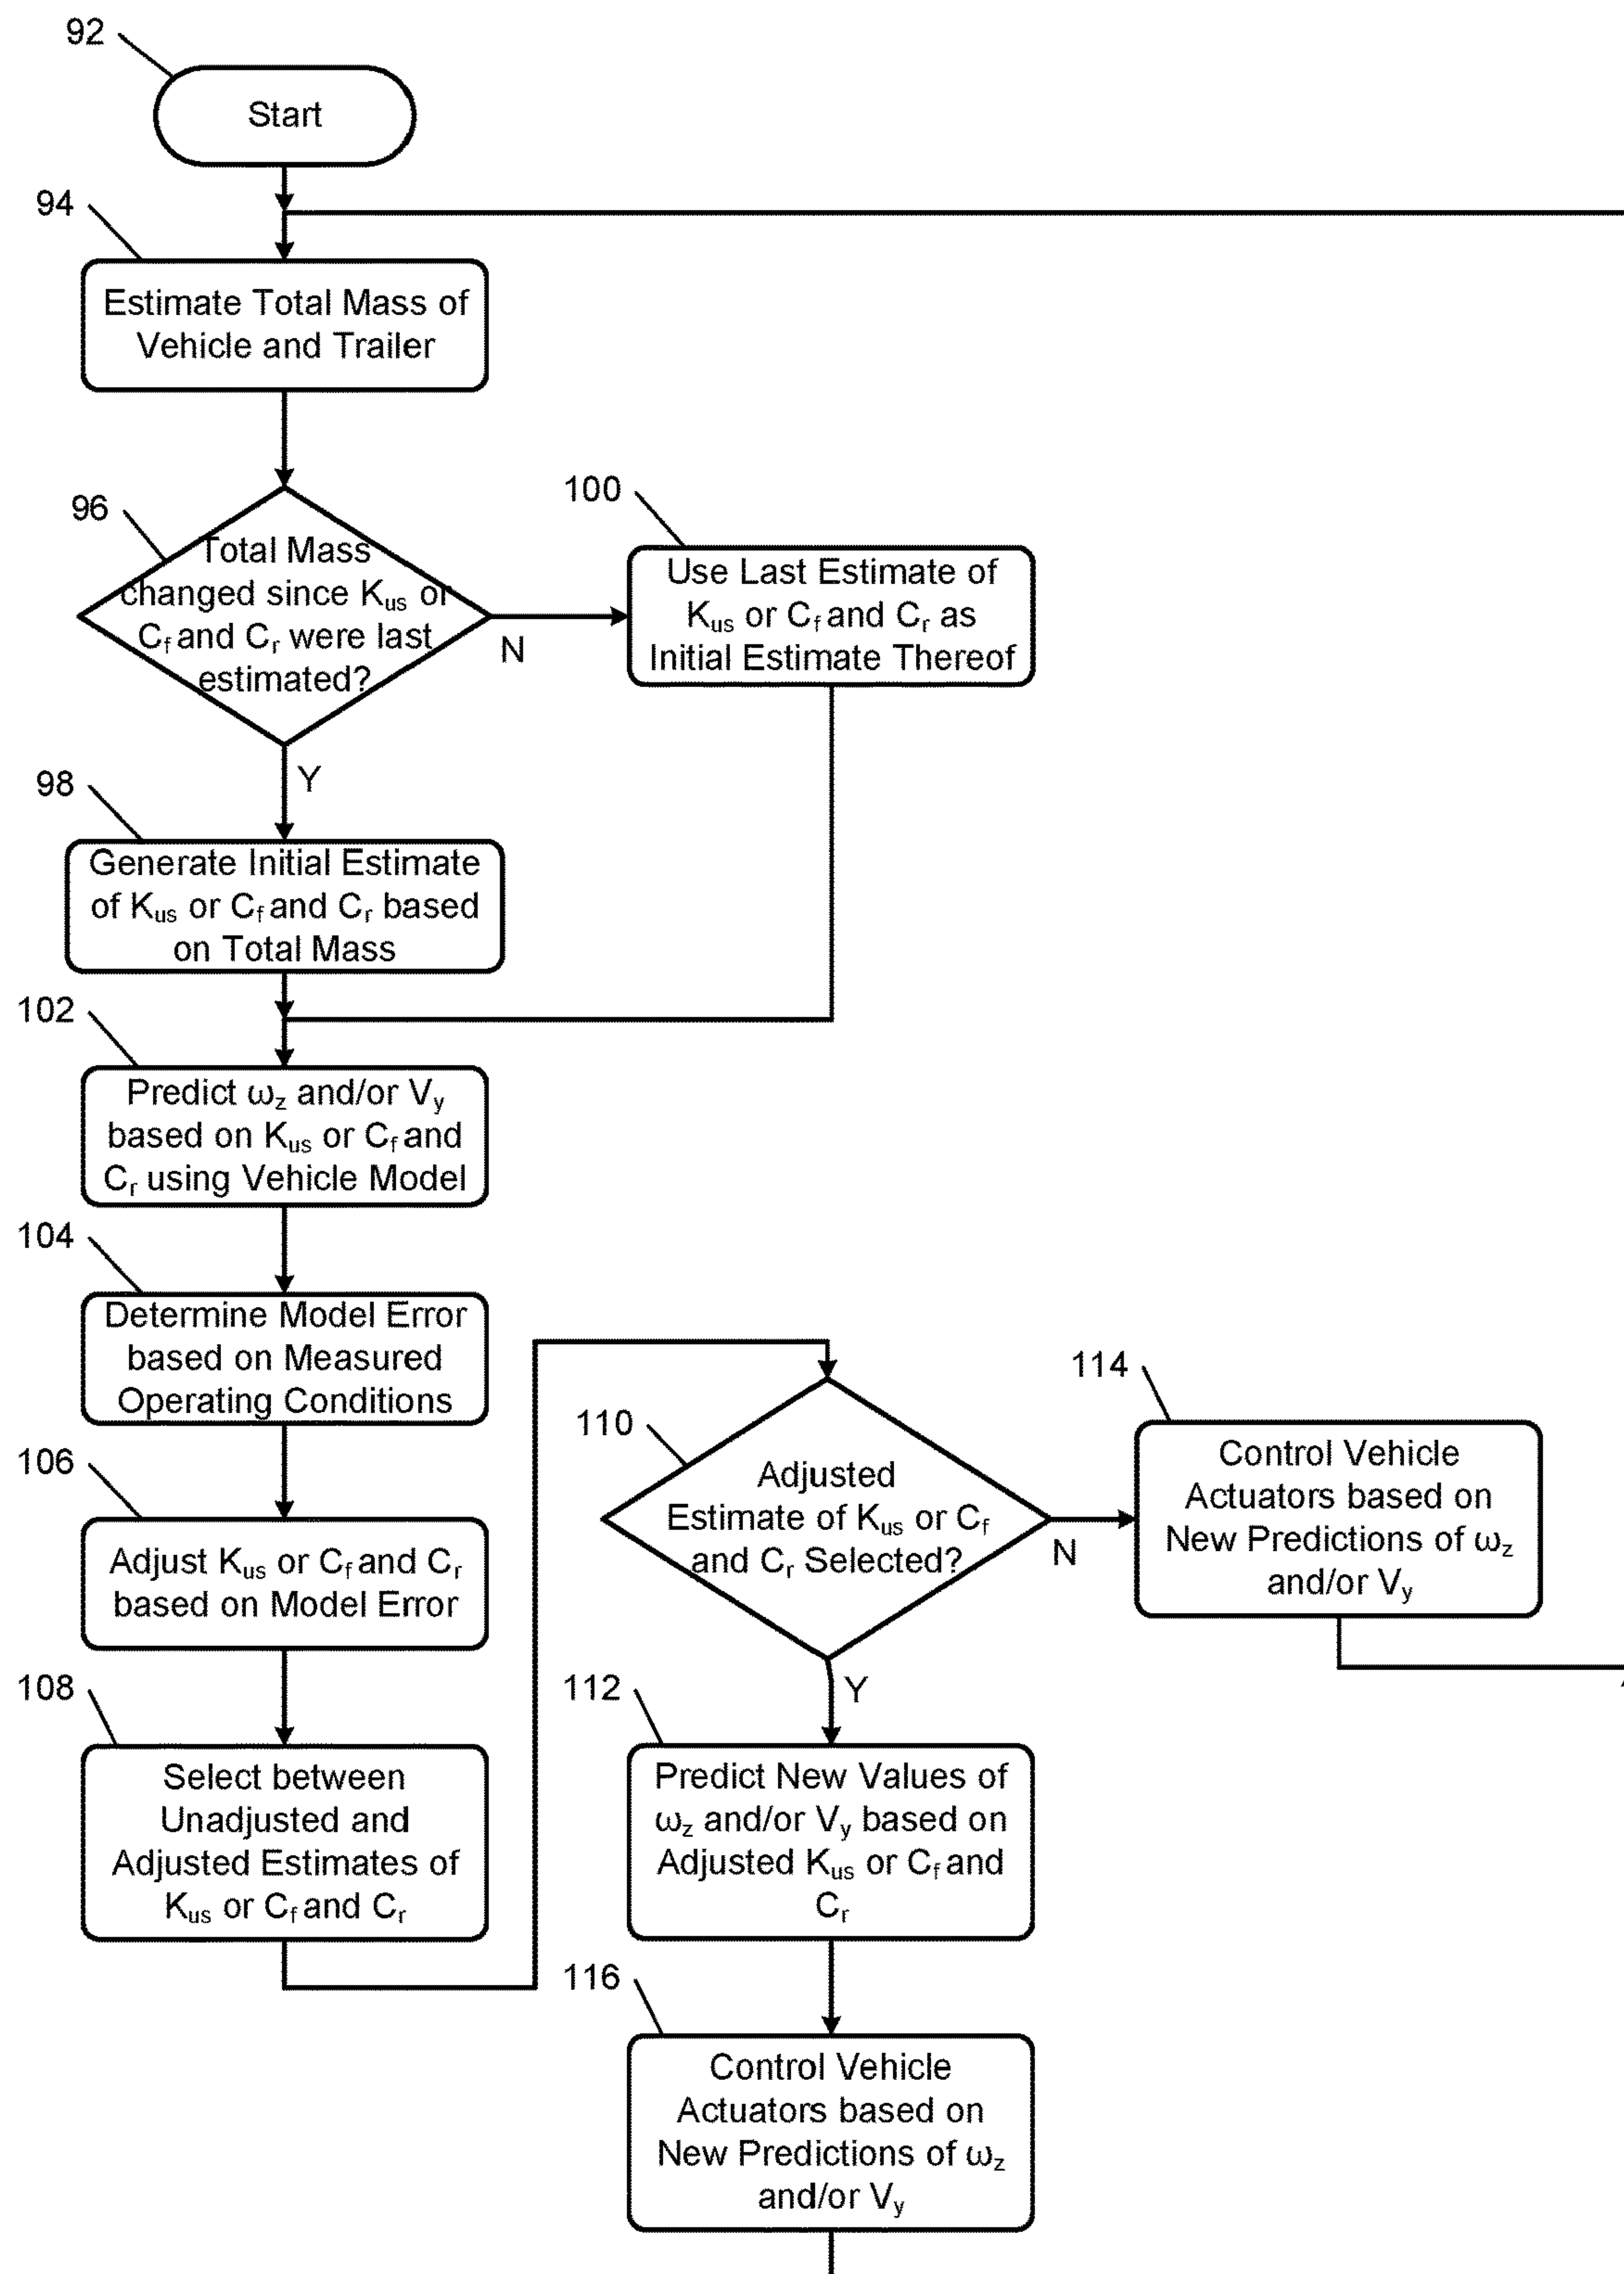 92
Start
94
Estimate Total Mass of
Vehicle and Trailer
96
Total Mass
changed since Kus or
Cf and Cr were last
estimated?
N
Y
100
Use Last Estimate of
Kus or Cf and Cr as
Initial Estimate Thereof
98
Generate Initial Estimate
of Kus or Cf and Cr based
on Total Mass
102
Predict ωz and/or Vy
based on Kus or Cf and
Cr using Vehicle Model
104
Determine Model Error
based on Measured
Operating Conditions
106
Adjust Kus or Cf and Cr
based on Model Error
108
Select between
Unadjusted and
Adjusted Estimates of
Kus or Cf and Cr
110
Adjusted
Estimate of Kus or Cf
and Cr Selected?
N
Y
114
Control Vehicle
Actuators based on
New Predictions of ωz
and/or Vy
112
Predict New Values of
ωz and/or Vy based on
Adjusted Kus or Cf and
Cr
116
Control Vehicle
Actuators based on
New Predictions of ωz
and/or Vy